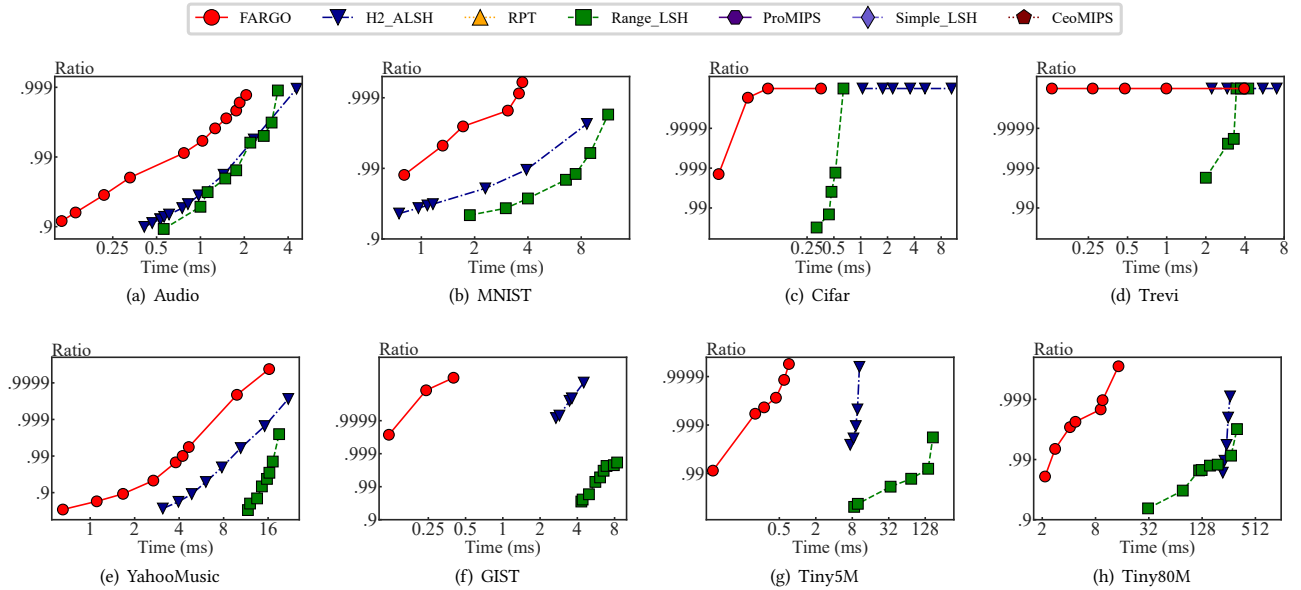 FARGO H2_ALSH RPT Range_LSH ProMIPS Simple_LSH CeoMIPS
Ratio
.999
.99
.9
0.25 0.5 1 2 4
Time (ms)
(a) Audio
Ratio
.999
.99
.9
1 2 4 8
Time (ms)
(b) MNIST
Ratio
.9999
.999
.99
0.25 0.5 1 2 4 8
Time (ms)
(c) Cifar
Ratio
.9999
.999
.99
0.25 0.5 1 2 4 8
Time (ms)
(d) Trevi
Ratio
.9999
.999
.99
.9
1 2 4 8 16
Time (ms)
(e) YahooMusic
Ratio
.9999
.999
.99
.9
0.25 1 2 4 8
Time (ms)
(f) GIST
Ratio
.9999
.999
.99
0.5 2 8 32 128
Time (ms)
(g) Tiny5M
Ratio
.999
.99
.9
2 8 32 128 512
Time (ms)
(h) Tiny80M